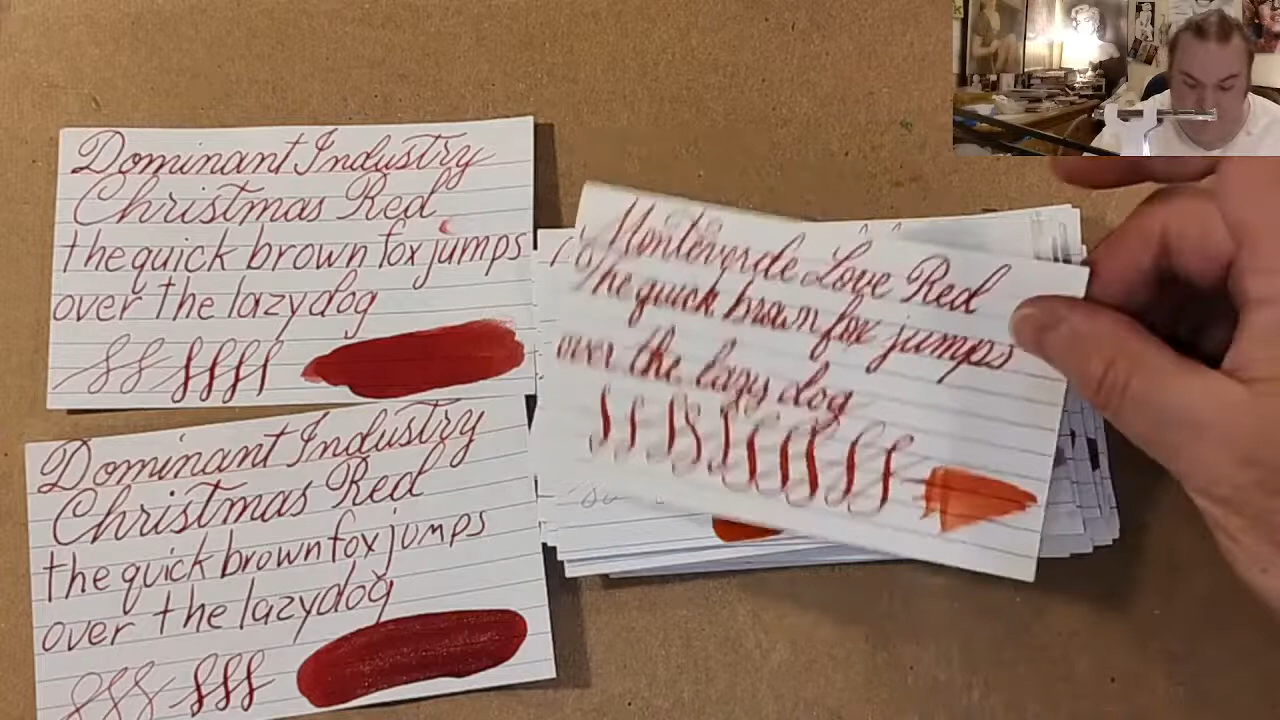 Dominant Industry
Christmas Red
the quick brown fox jumps
over the lazy dog
Dominant Industry
Christmas Red
the quick brown fox jumps
over the lazy dog
Monteverde Love Red
The quick brown fox jumps
over the lazy dog